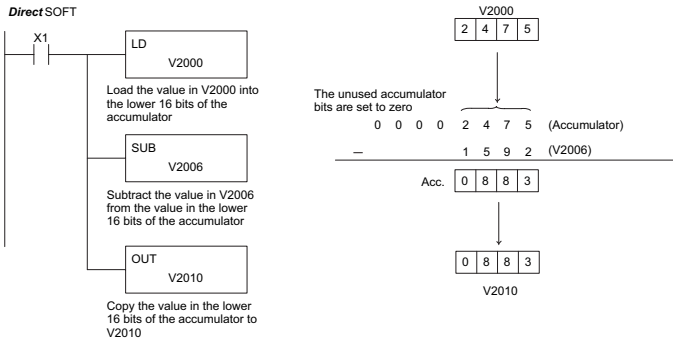 DirectSOFT
X1
LD
V2000
Load the value in V2000 into
the lower 16 bits of the
accumulator
SUB
V2006
Subtract the value in V2006
from the value in the lower
16 bits of the accumulator
OUT
V2010
Copy the value in the lower
16 bits of the accumulator to
V2010
V2000
2 4 7 5
The unused accumulator
bits are set to zero
0 0 0 0 2 4 7 5 (Accumulator)
– 1 5 9 2 (V2006)
Acc. 0 8 8 3
0 8 8 3
V2010